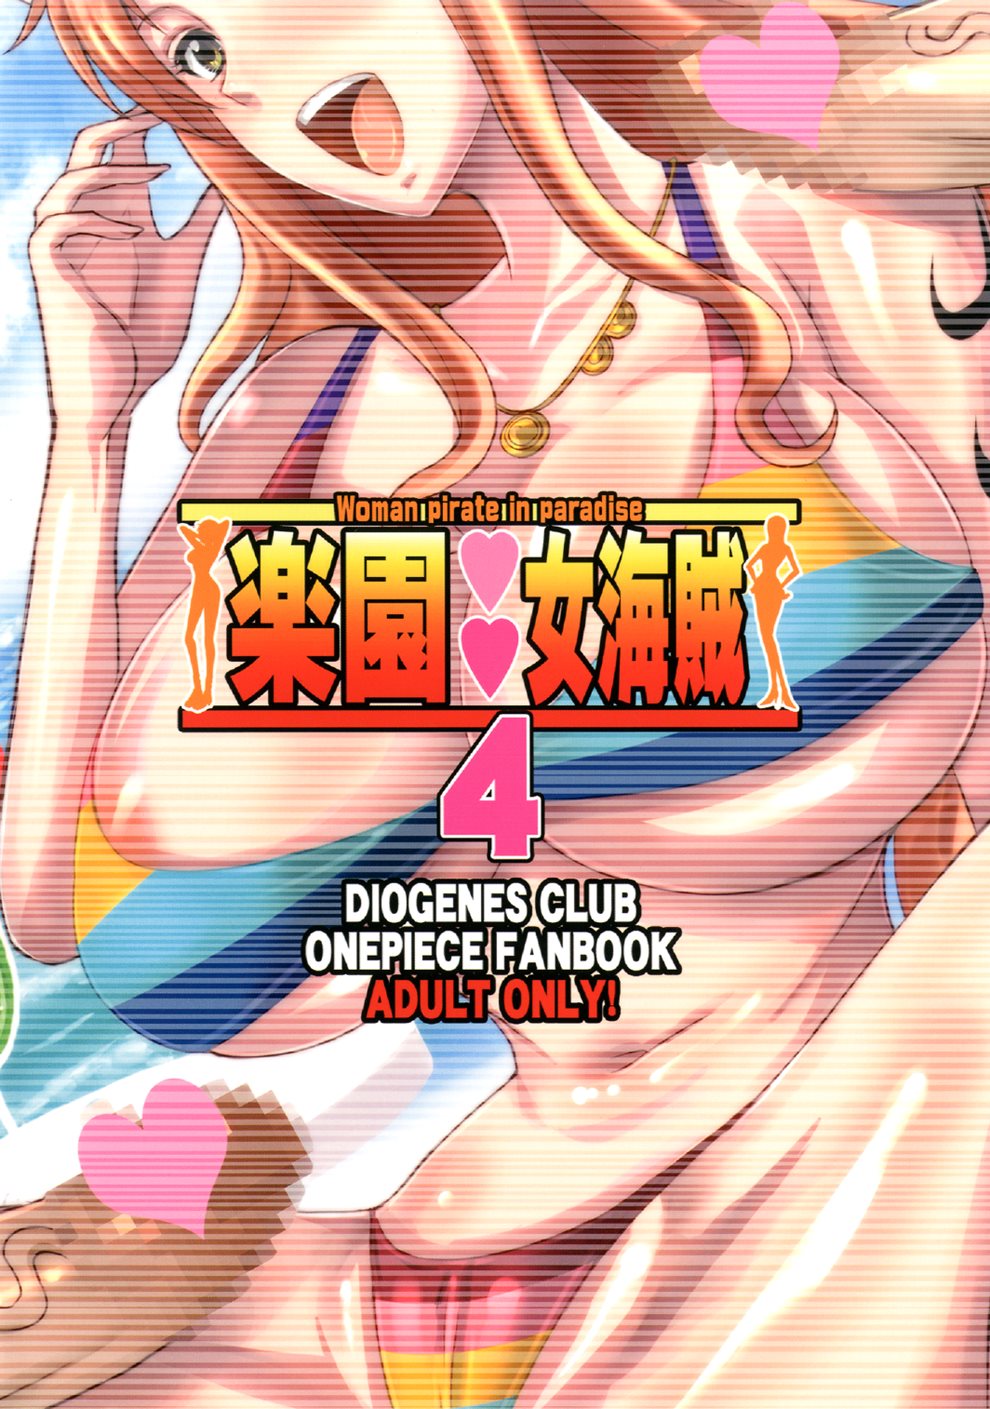 Woman pirate in paradise
楽園♥♥女海賊
4
DIOGENES CLUB
ONEPIECE FANBOOK
ADULT ONLY!